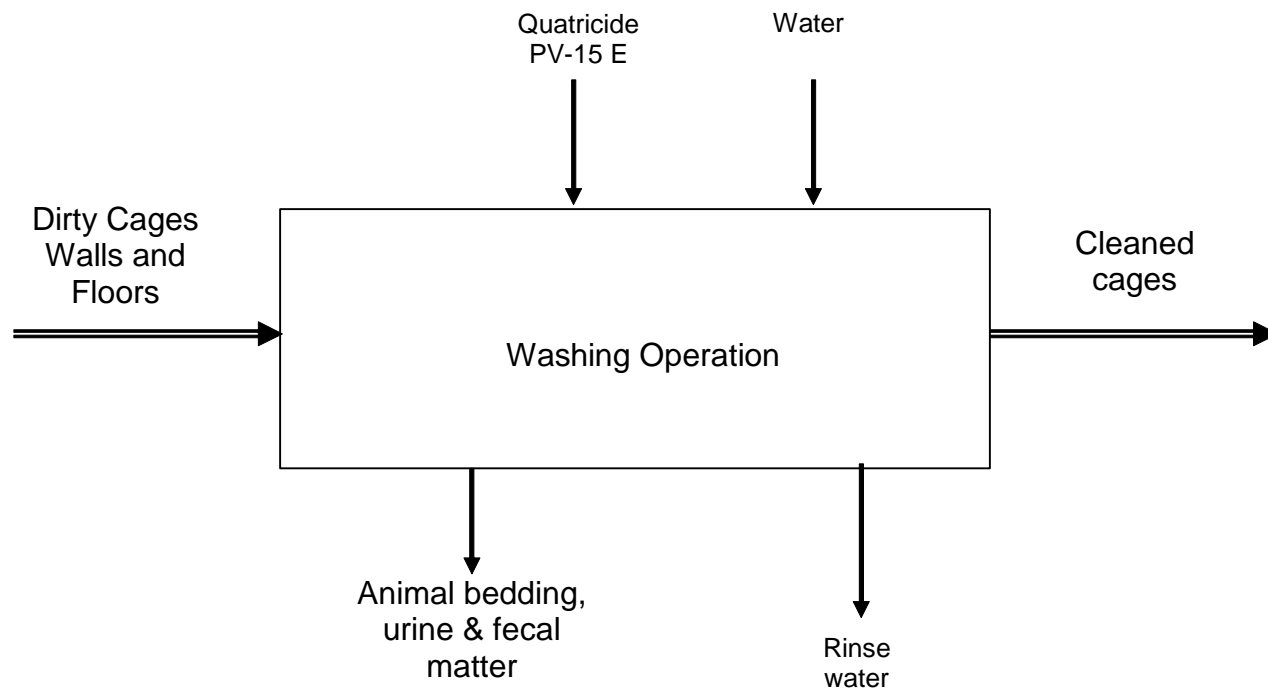 Quatricide
PV-15 E
Water
Dirty Cages
Walls and
Floors
Washing Operation
Cleaned
cages
Animal bedding,
urine & fecal
matter
Rinse
water